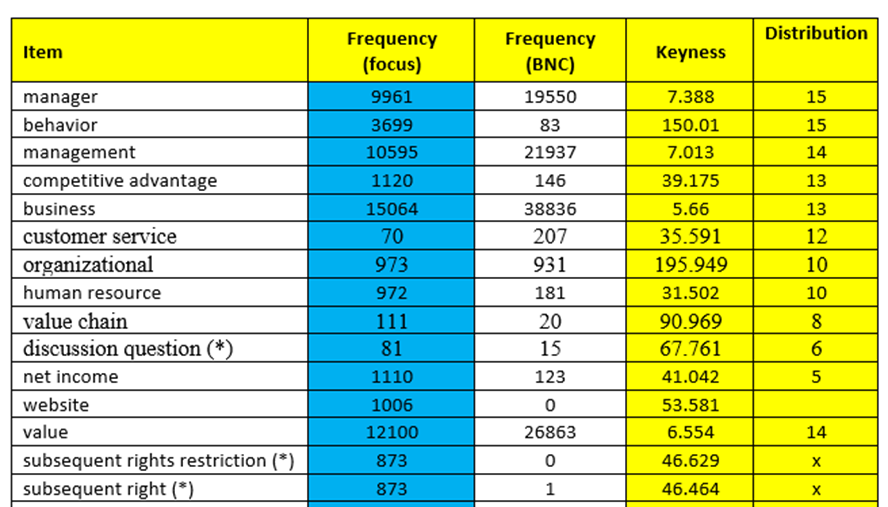 Item Frequency (focus) Frequency (BNC) Keyness Distribution
manager 9961 19550 7.388 15
behavior 3699 83 150.01 15
management 10595 21937 7.013 14
competitive advantage 1120 146 39.175 13
business 15064 38836 5.66 13
customer service 70 207 35.591 12
organizational 973 931 195.949 10
human resource 972 181 31.502 10
value chain 111 20 90.969 8
discussion question (*) 81 15 67.761 6
net income 1110 123 41.042 5
website 1006 0 53.581
value 12100 26863 6.554 14
subsequent rights restriction (*) 873 0 46.629 x
subsequent right (*) 873 1 46.464 x